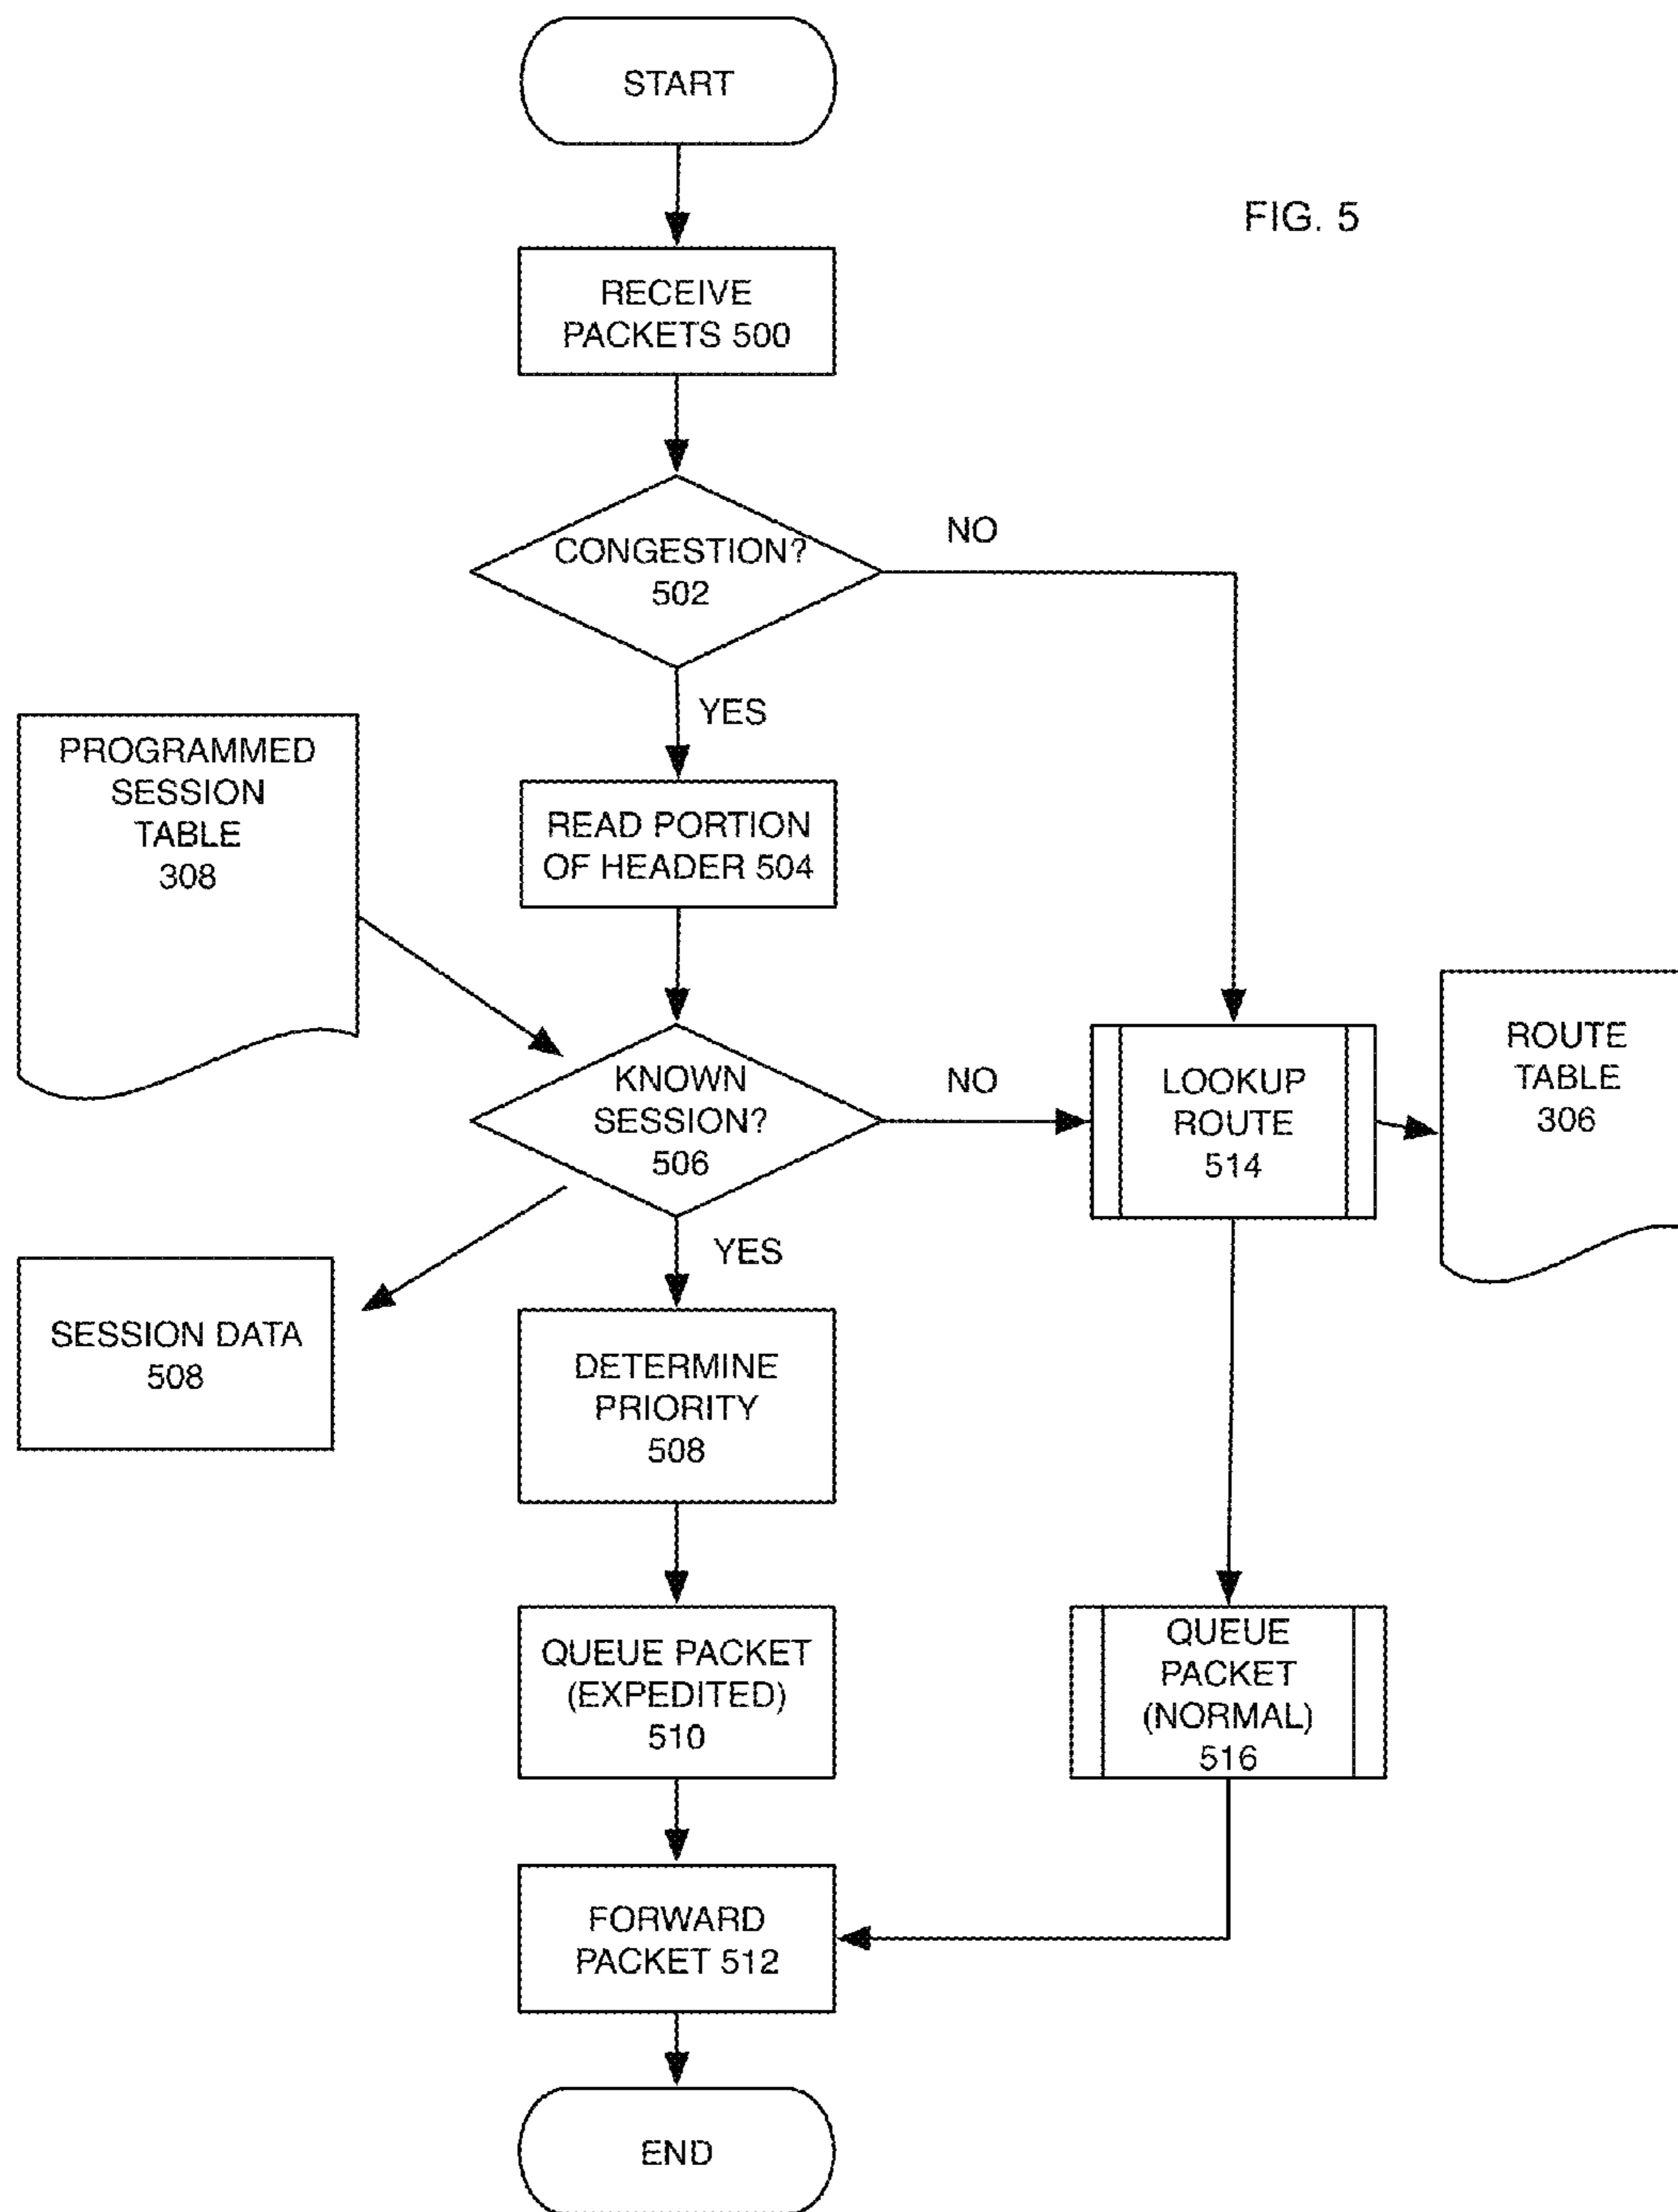 START
FIG. 5
RECEIVE
PACKETS 500
CONGESTION?
502
NO
YES
PROGRAMMED
SESSION
TABLE
308
READ PORTION
OF HEADER 504
KNOWN
SESSION?
506
NO
LOOKUP
ROUTE
514
ROUTE
TABLE
306
YES
SESSION DATA
508
DETERMINE
PRIORITY
508
QUEUE PACKET
(EXPEDITED)
510
QUEUE
PACKET
(NORMAL)
516
FORWARD
PACKET 512
END